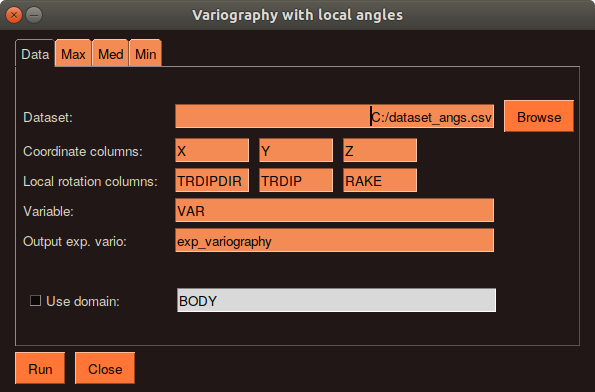 Variography with local angles
Data Max Med Min
Dataset: C:/dataset_angs.csv Browse
Coordinate columns: X Y Z
Local rotation columns: TRDIPDIR TRDIP RAKE
Variable: VAR
Output exp. vario: exp_variography
Use domain: BODY
Run Close